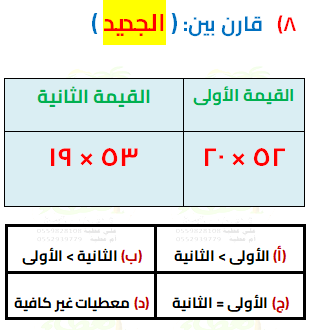 ٨) قارن بين: ( الجديد )
القيمة الأولى القيمة الثانية
٥٢ × ٢٠ ٥٣ × ١٩
(أ) الأولى > الثانية (ب) الثانية > الأولى
(ج) الأولى = الثانية (د) معطيات غير كافية